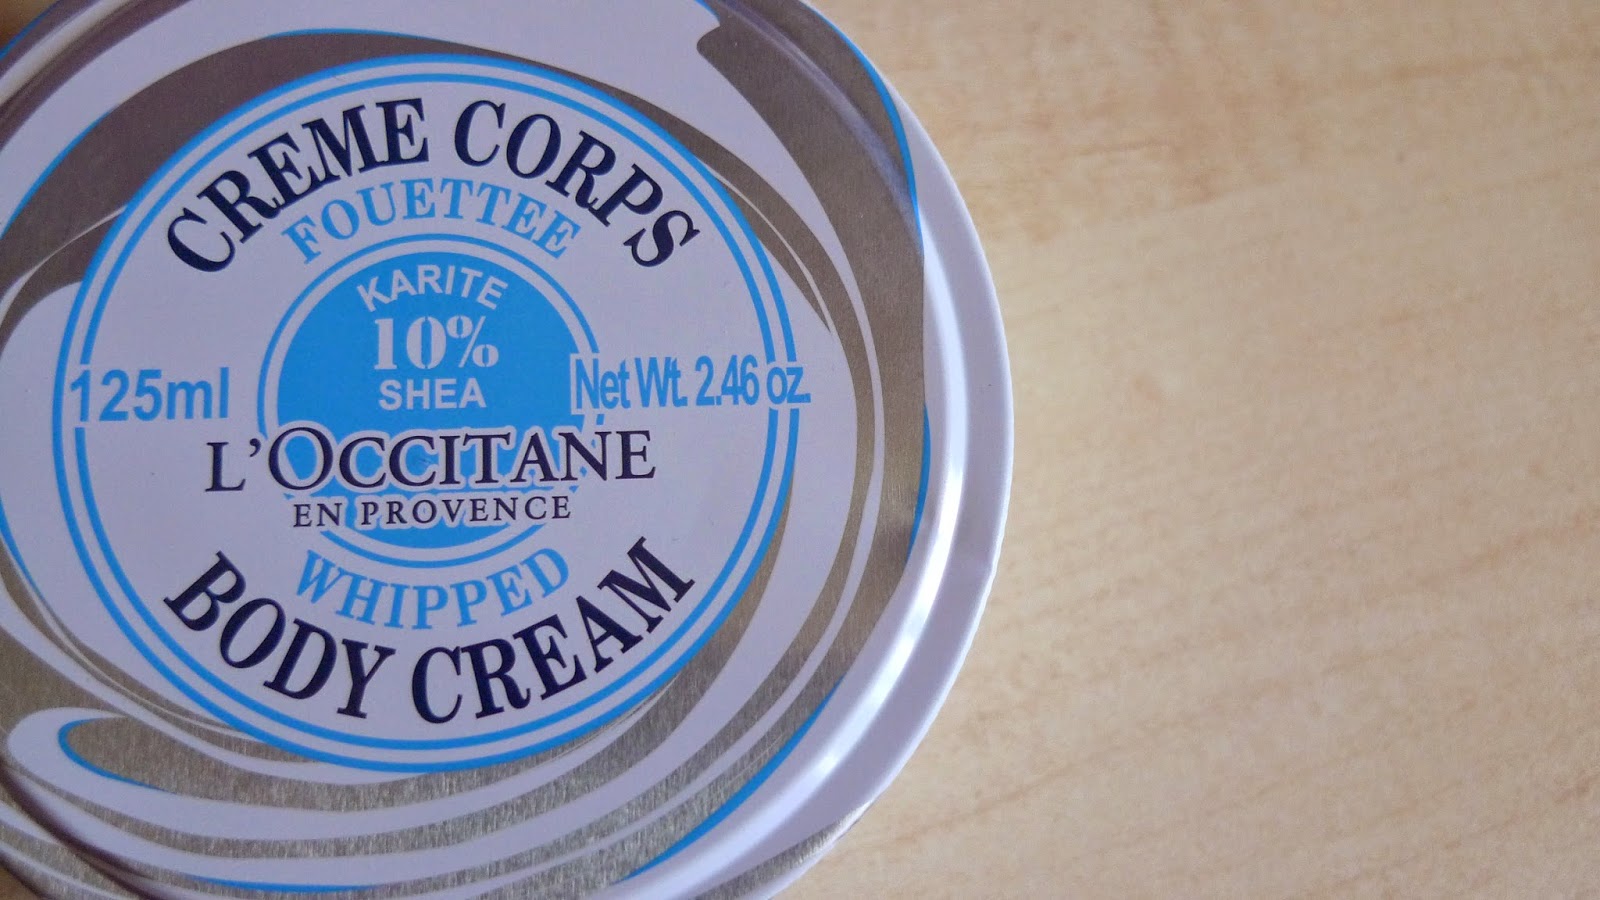 CREME CORPS
FOUETTEE
KARITE
10%
SHEA
125ml
Net Wt. 2.46 oz.
L'OCCITANE
EN PROVENCE
WHIPPED
BODY CREAM